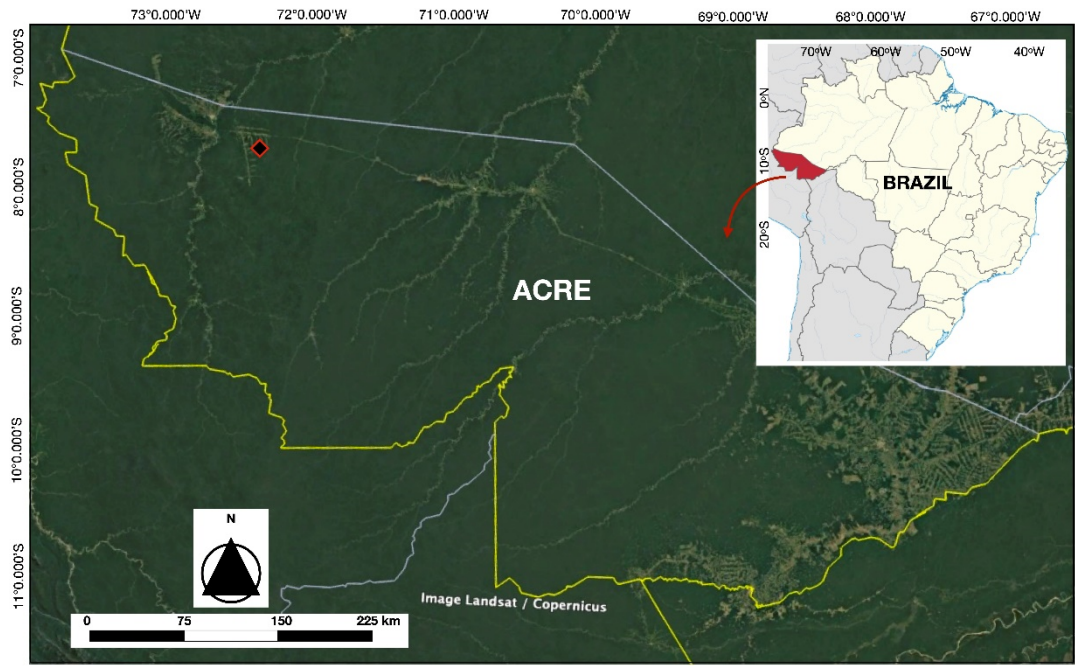 73°0.000'W 72°0.000'W 71°0.000'W 70°0.000'W 69°0.000'W 68°0.000'W 67°0.000'W
7°0.000'S
8°0.000'S
9°0.000'S
10°0.000'S
11°0.000'S
70ºW 60ºW 50ºW 40ºW
0ºN
10ºS
20ºS
BRAZIL
ACRE
N
Image Landsat / Copernicus
0 75 150 225 km